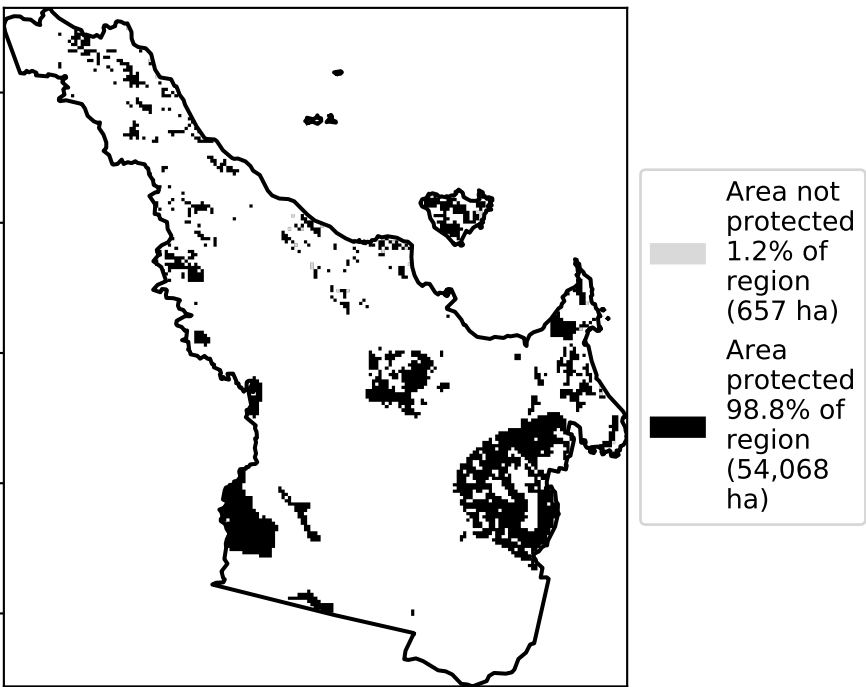 Area not
protected
1.2% of
region
(657 ha)
Area
protected
98.8% of
region
(54,068
ha)